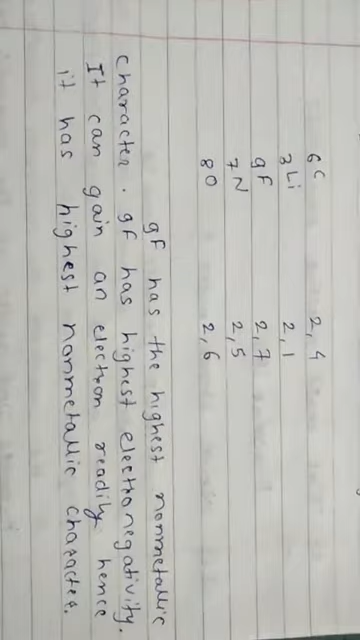 6C 2,4
3Li 2,1
9F 2,7
7N 2,5
8O 2,6
9F has the highest nonmetallic
character. 9F has highest electronegativity.
It can gain an electron readily hence
it has highest nonmetallic character.